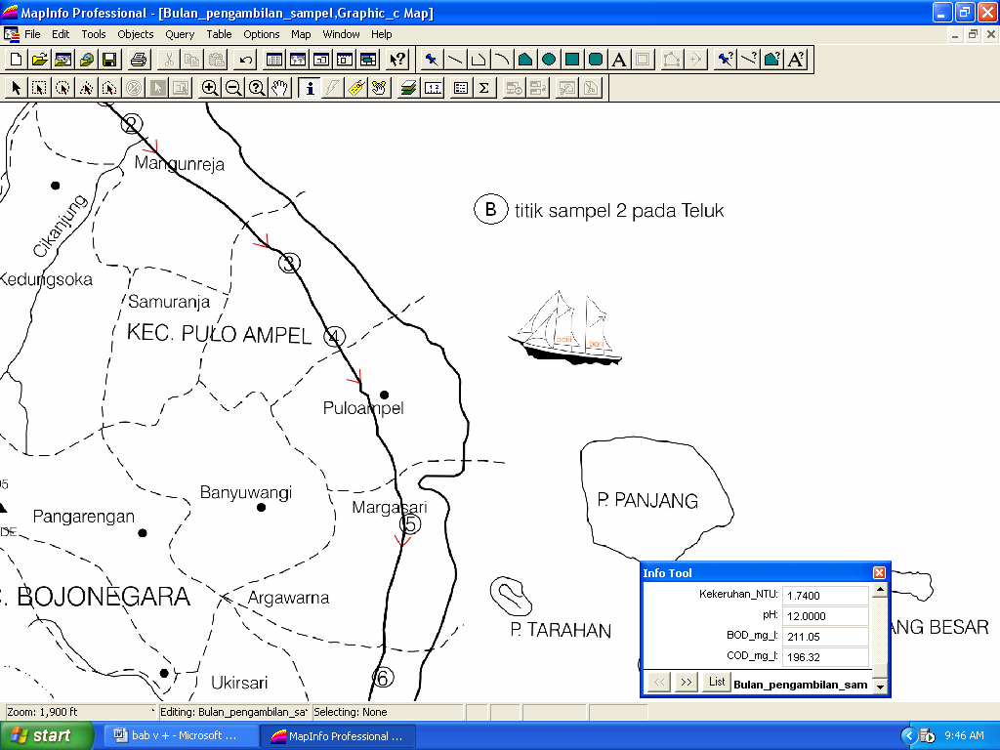 MapInfo Professional - [Bulan_pengambilan_sampel,Graphic_c Map]
File Edit Tools Objects Query Table Options Map Window Help
2
Mangunreja
Cikanjung
B titik sampel 2 pada Teluk
3
Kedungsoka
Samuranja
KEC. PULO AMPEL
4
boiii
boiii
Puloampel
05
Banyuwangi
P. PANJANG
Margasari
Pangarengan
5
DE
C. BOJONEGARA
Argawarna
P. TARAHAN
ANG BESAR
Ukirsari
6
Info Tool
Kekeruhan_NTU: 1.7400
pH: 12.0000
BOD_mg_l: 211.05
COD_mg_l: 196.32
<< >> List Bulan_pengambilan_sam
Zoom: 1,900 ft Editing: Bulan_pengambilan_sa Selecting: None
start bab v + - Microsoft ... MapInfo Professional ... 9:46 AM